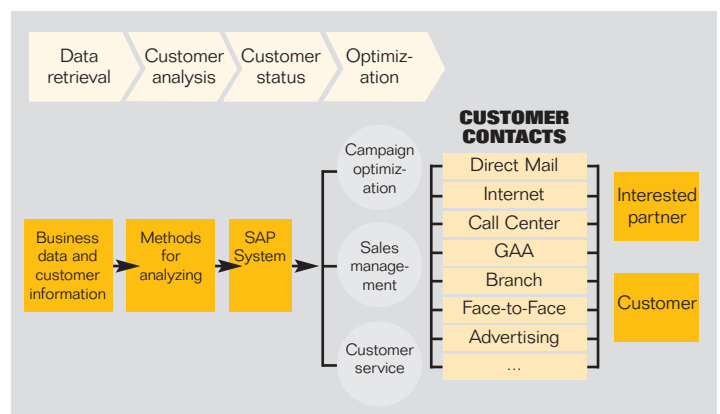 Data
retrieval
Customer
analysis
Customer
status
Optimiz-
ation
CUSTOMER
CONTACTS
Campaign
optimiz-
ation
Sales
manage-
ment
Customer
service
Business
data and
customer
information
Methods
for
analyzing
SAP
System
Direct Mail
Internet
Call Center
GAA
Branch
Face-to-Face
Advertising
...
Interested
partner
Customer